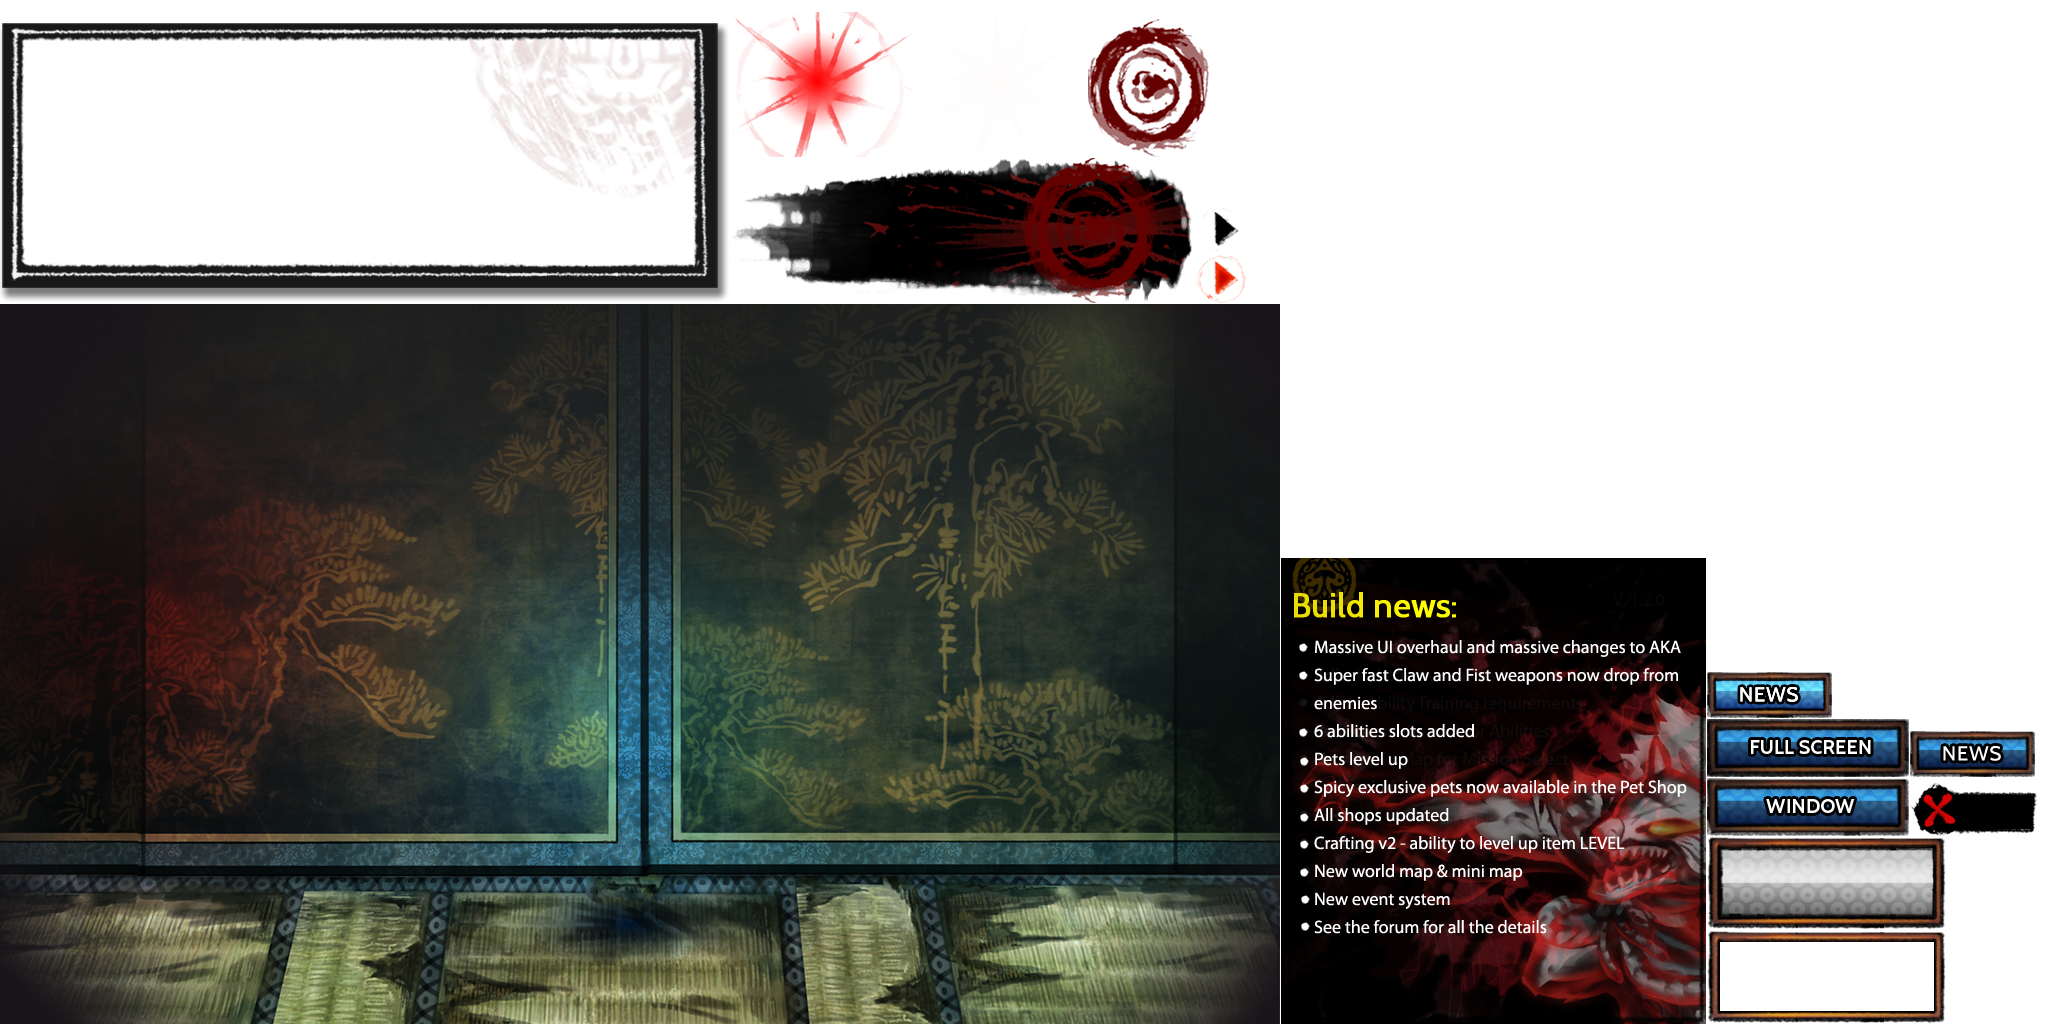 V. 1.2.0
Build news:
Massive UI overhaul and massive changes to AKA
Super fast Claw and Fist weapons now drop from
enemies
6 abilities slots added
Pets level up
Spicy exclusive pets now available in the Pet Shop
All shops updated
Crafting v2 - ability to level up item LEVEL
New world map & mini map
New event system
See the forum for all the details
NEWS
FULL SCREEN
NEWS
WINDOW